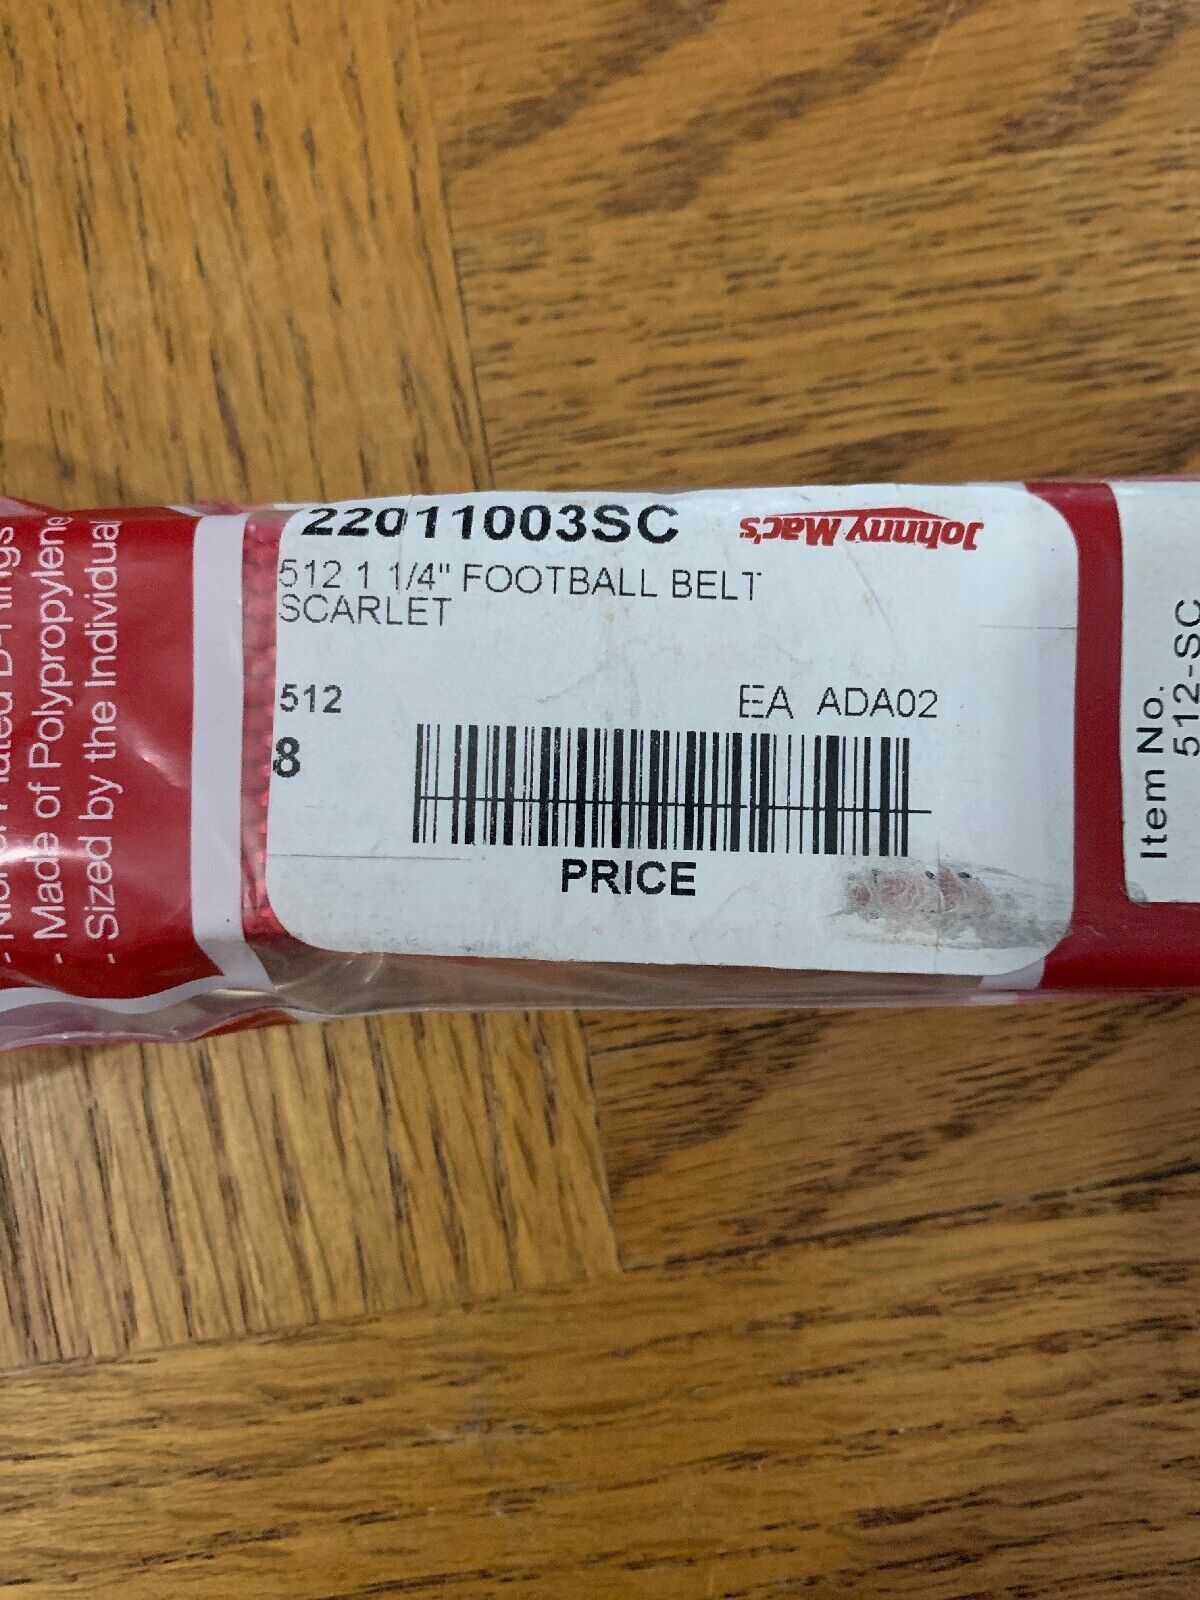 22011003SC
Johnny Mac's
512 1 1/4" FOOTBALL BELT
SCARLET
512
EA ADA02
8
PRICE
Item No.
512-SC
- Made of Polypropylene
- Sized by the Individual